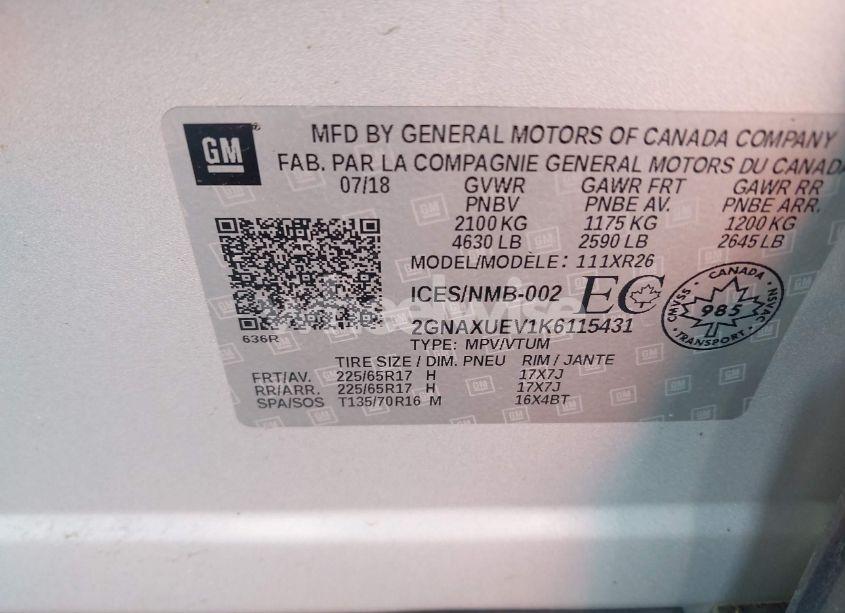 GM
MFD BY GENERAL MOTORS OF CANADA COMPANY
FAB. PAR LA COMPAGNIE GENERAL MOTORS DU CANADA
07/18 GVWR GAWR FRT GAWR RR
PNBV PNBE AV. PNBE ARR.
2100 KG 1175 KG 1200 KG
4630 LB 2590 LB 2645 LB
MODEL/MODÈLE: 111XR26
ICES/NMB-002 EC
2GNAXUEV1K6115431
CANADA
NSVAC
985
SVMAC
TRANSPORT
636R
TYPE: MPV/VTUM
TIRE SIZE / DIM. PNEU RIM / JANTE
FRT/AV. 225/65R17 H 17X7J
RR/ARR. 225/65R17 H 17X7J
SPA/SOS T135/70R16 M 16X4BT